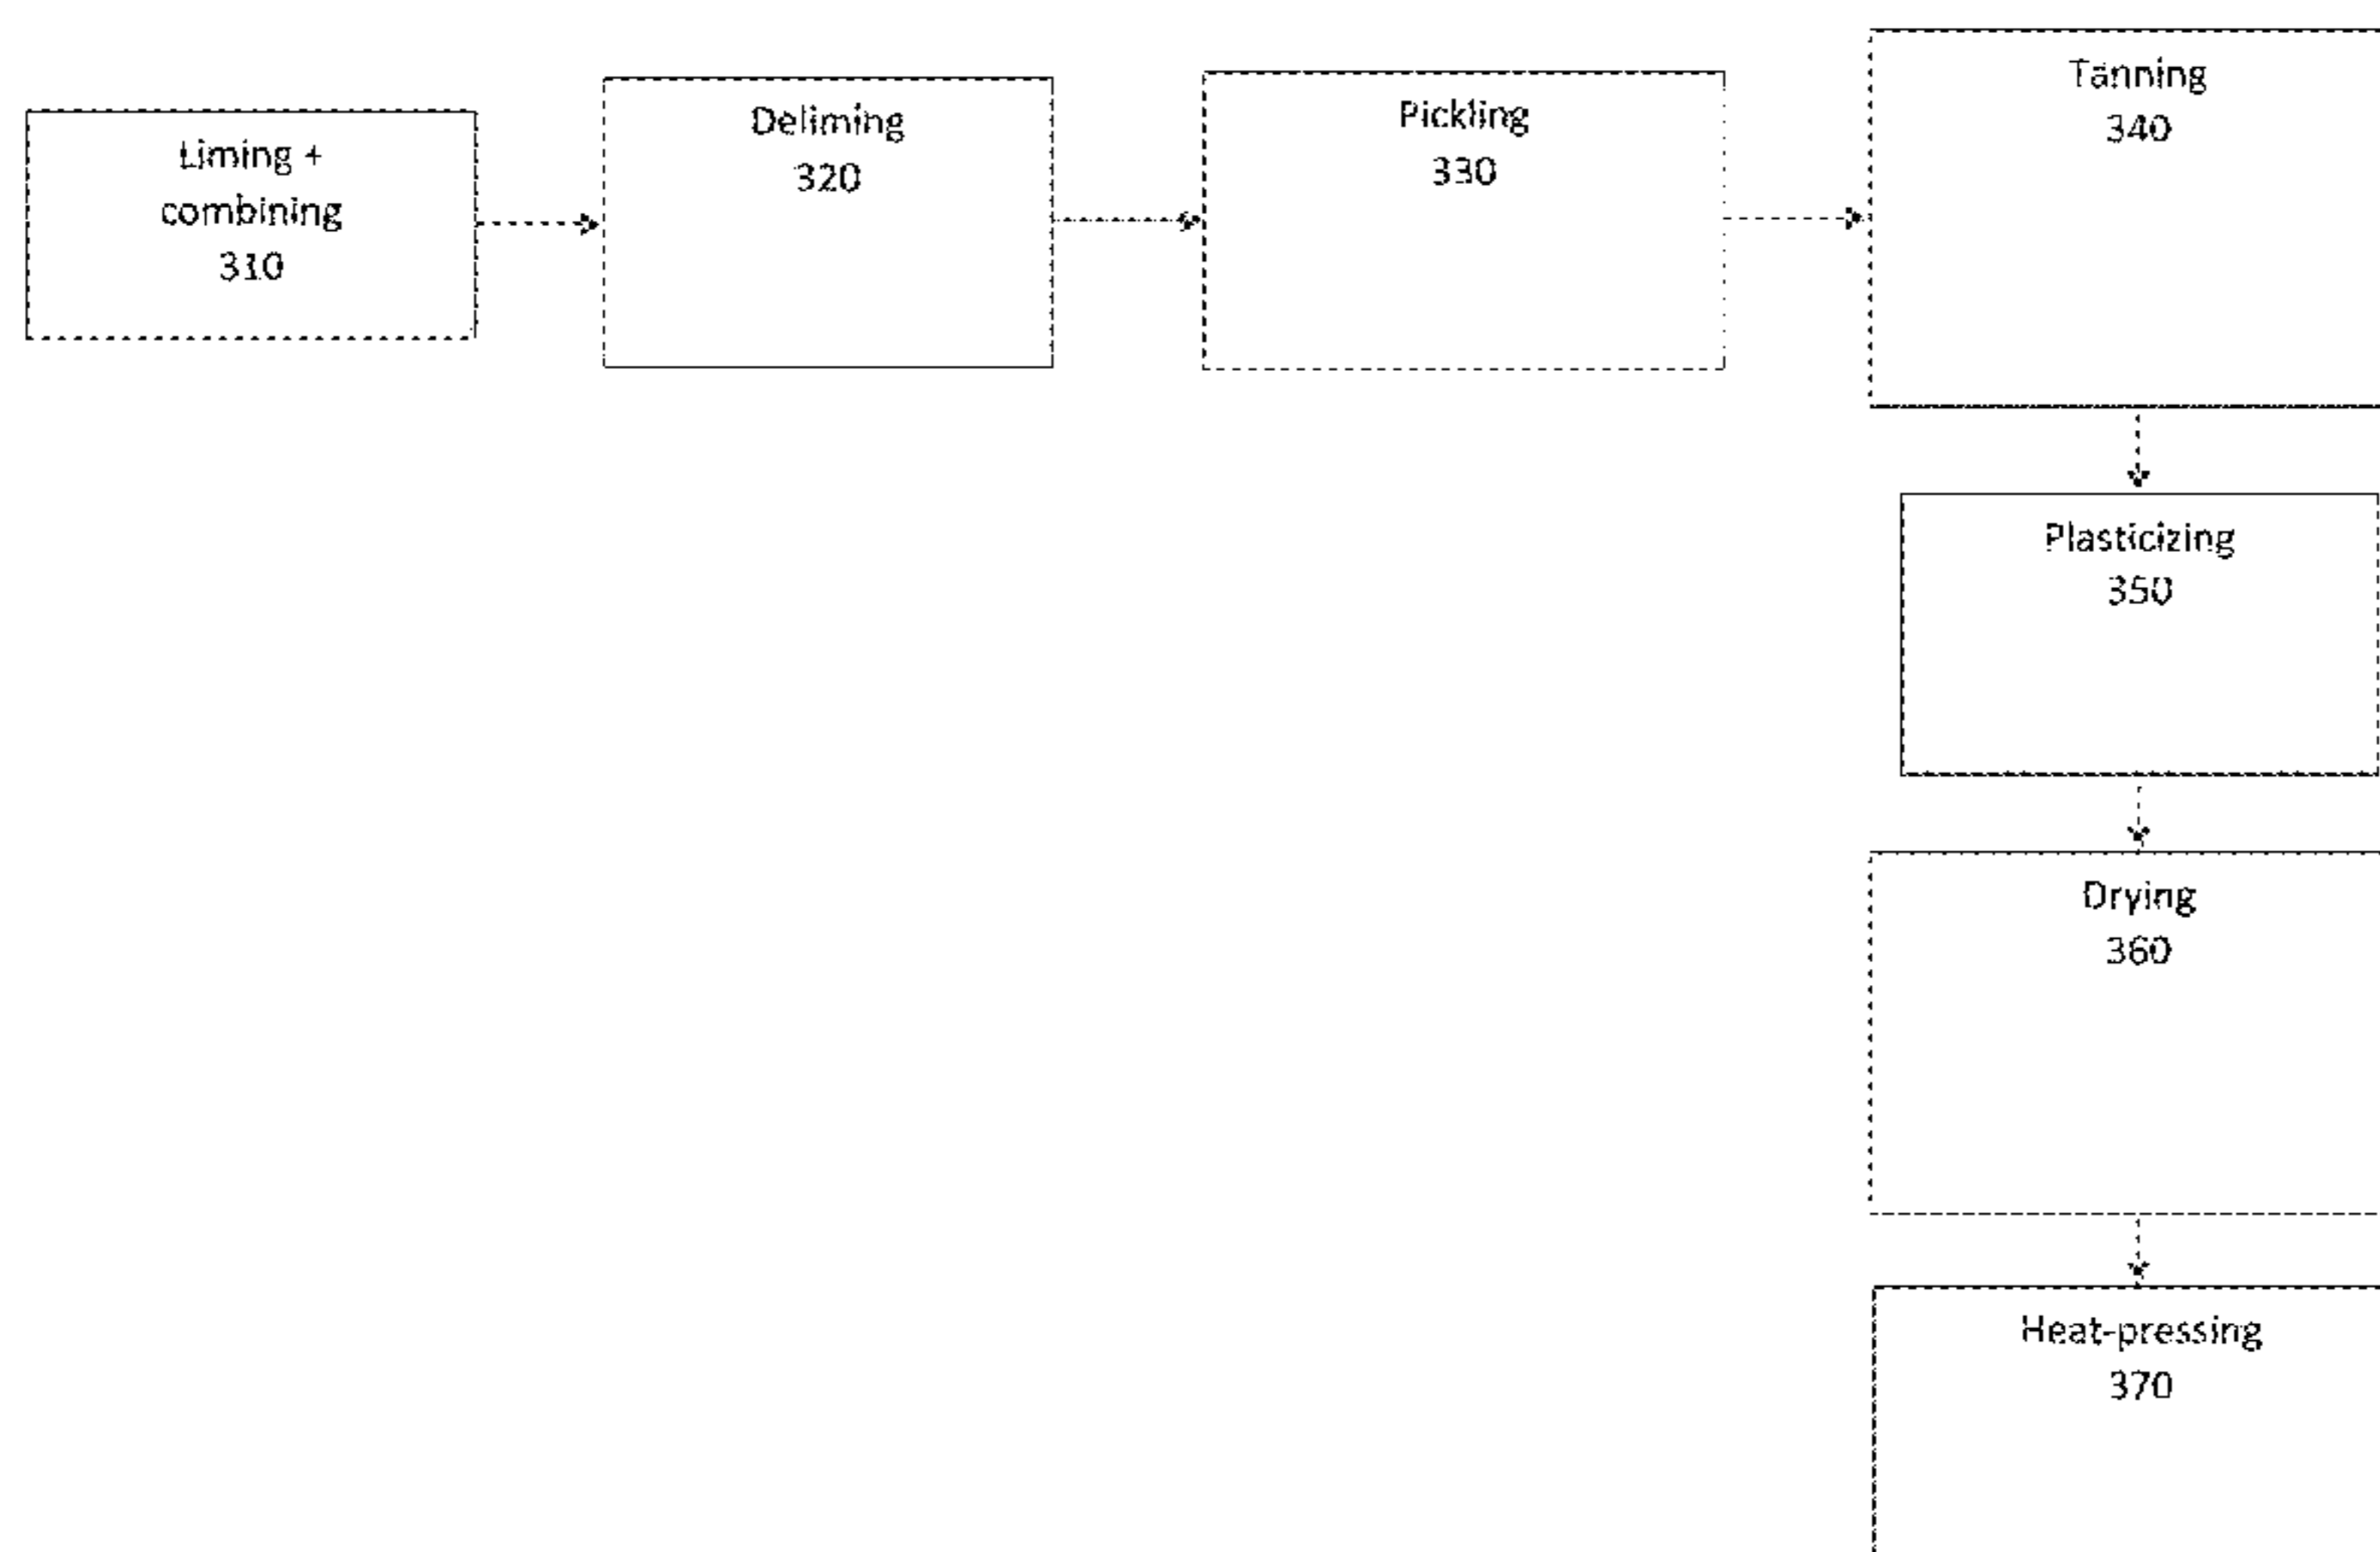 Liming +
combining
310
Deliming
320
Pickling
330
Tanning
340
Plasticizing
350
Drying
360
Heat-pressing
370